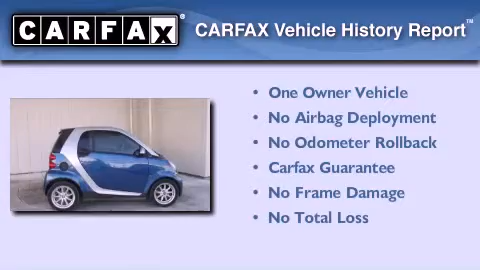 CARFAX® CARFAX Vehicle History Report™
• One Owner Vehicle
• No Airbag Deployment
• No Odometer Rollback
• Carfax Guarantee
• No Frame Damage
• No Total Loss